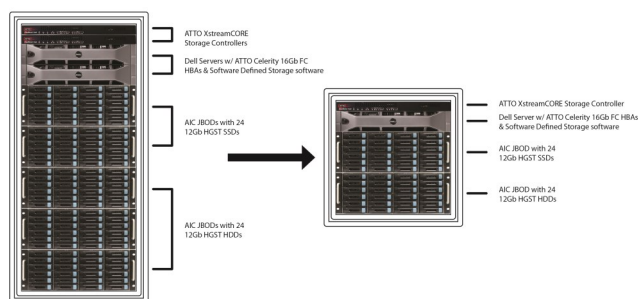 ATTO XstreamCORE
Storage Controllers
Dell Servers w/ ATTO Celerity 16Gb FC
HBAs & Software Defined Storage software
AIC JBODs with 24
12Gb HGST SSDs
AIC JBODs with 24
12Gb HGST HDDs
ATTO XstreamCORE Storage Controller
Dell Server w/ ATTO Celerity 16Gb FC HBAs
& Software Defined Storage software
AIC JBOD with 24
12Gb HGST SSDs
AIC JBOD with 24
12Gb HGST HDDs